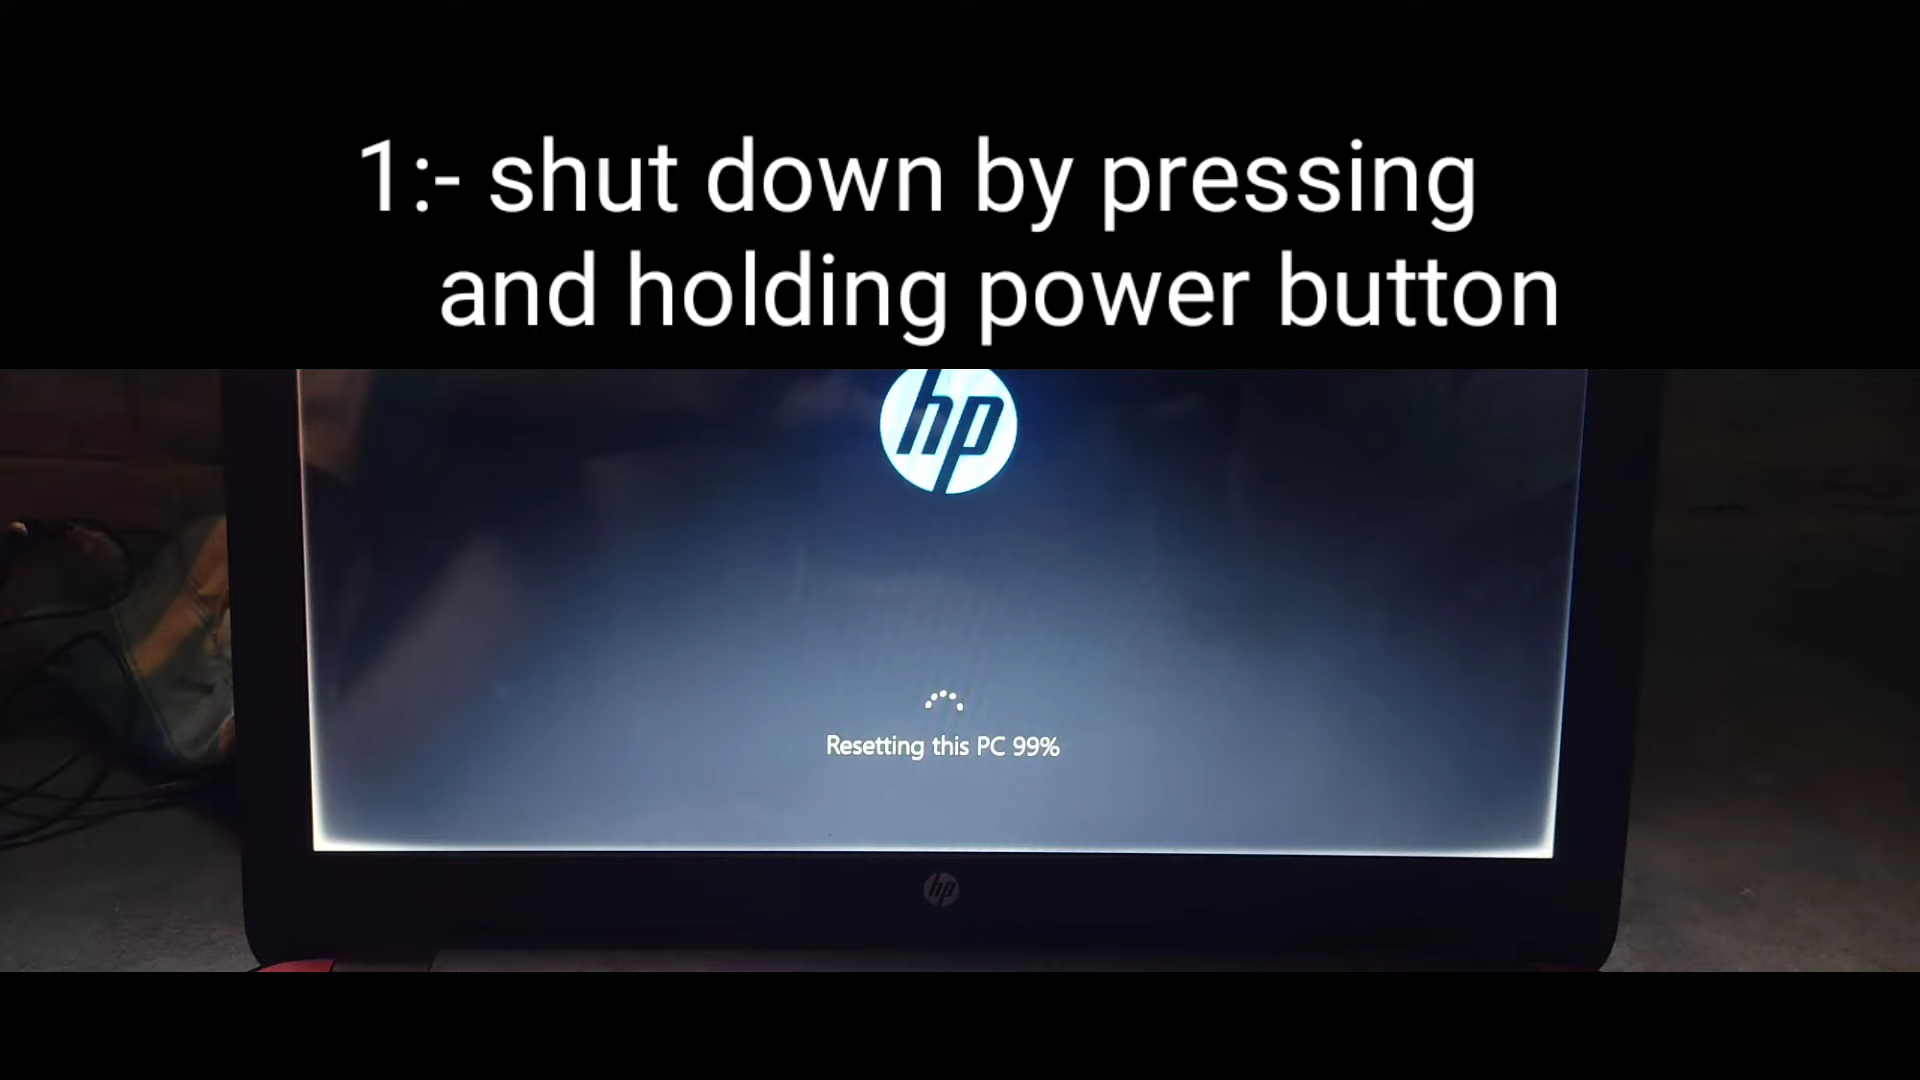 1:- shut down by pressing
and holding power button
hp
Resetting this PC 99%
hp